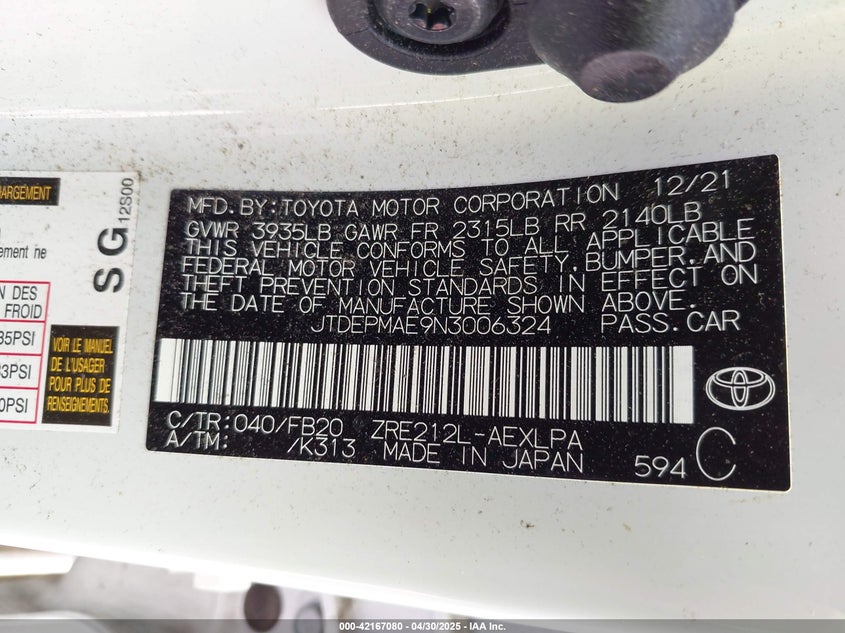 HARGEMENT
ement ne
N DES
FROID
35PSI
3PSI
0PSI
VOIR LE MANUEL
DE L'USAGER
POUR PLUS DE
RENSEIGNEMENTS.
SG12S00
MFD.BY:TOYOTA MOTOR CORPORATION 12/21
GVWR 3935LB GAWR FR 2315LB RR 2140LB
THIS VEHICLE CONFORMS TO ALL APPLICABLE
FEDERAL MOTOR VEHICLE SAFETY,BUMPER,AND
THEFT PREVENTION STANDARDS IN EFFECT ON
THE DATE OF MANUFACTURE SHOWN ABOVE.
JTDEPMAE9N3006324 PASS.CAR
C/TR:040/FB20 ZRE212L-AEXLPA
A/TM: /K313 MADE IN JAPAN 594 C
000-42167080 - 04/30/2025 - IAA Inc.